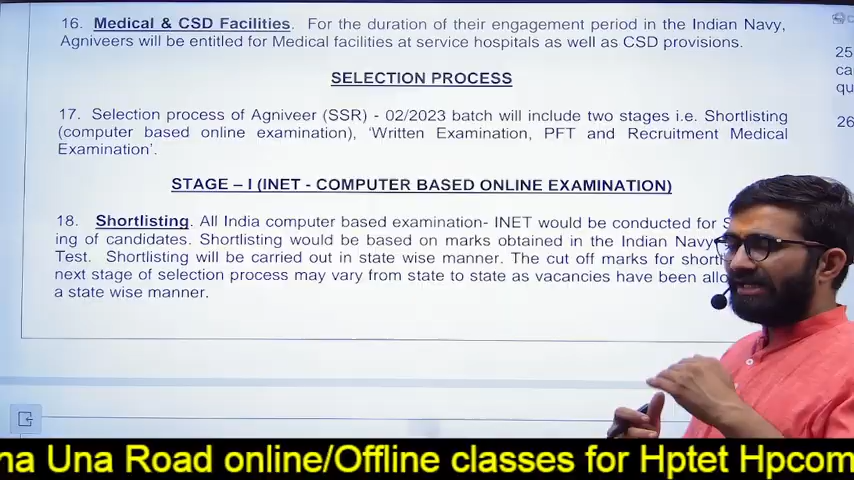 16. Medical & CSD Facilities. For the duration of their engagement period in the Indian Navy,
Agniveers will be entitled for Medical facilities at service hospitals as well as CSD provisions.
SELECTION PROCESS
17. Selection process of Agniveer (SSR) - 02/2023 batch will include two stages i.e. Shortlisting
(computer based online examination), ‘Written Examination, PFT and Recruitment Medical
Examination’.
STAGE – I (INET - COMPUTER BASED ONLINE EXAMINATION)
18. Shortlisting. All India computer based examination- INET would be conducted for
ing of candidates. Shortlisting would be based on marks obtained in the Indian Navy
Test. Shortlisting will be carried out in state wise manner. The cut off marks for
next stage of selection process may vary from state to state as vacancies have been
a state wise manner.
25
ca
qu
26
Una Road online/Offline classes for Hptet Hpcom